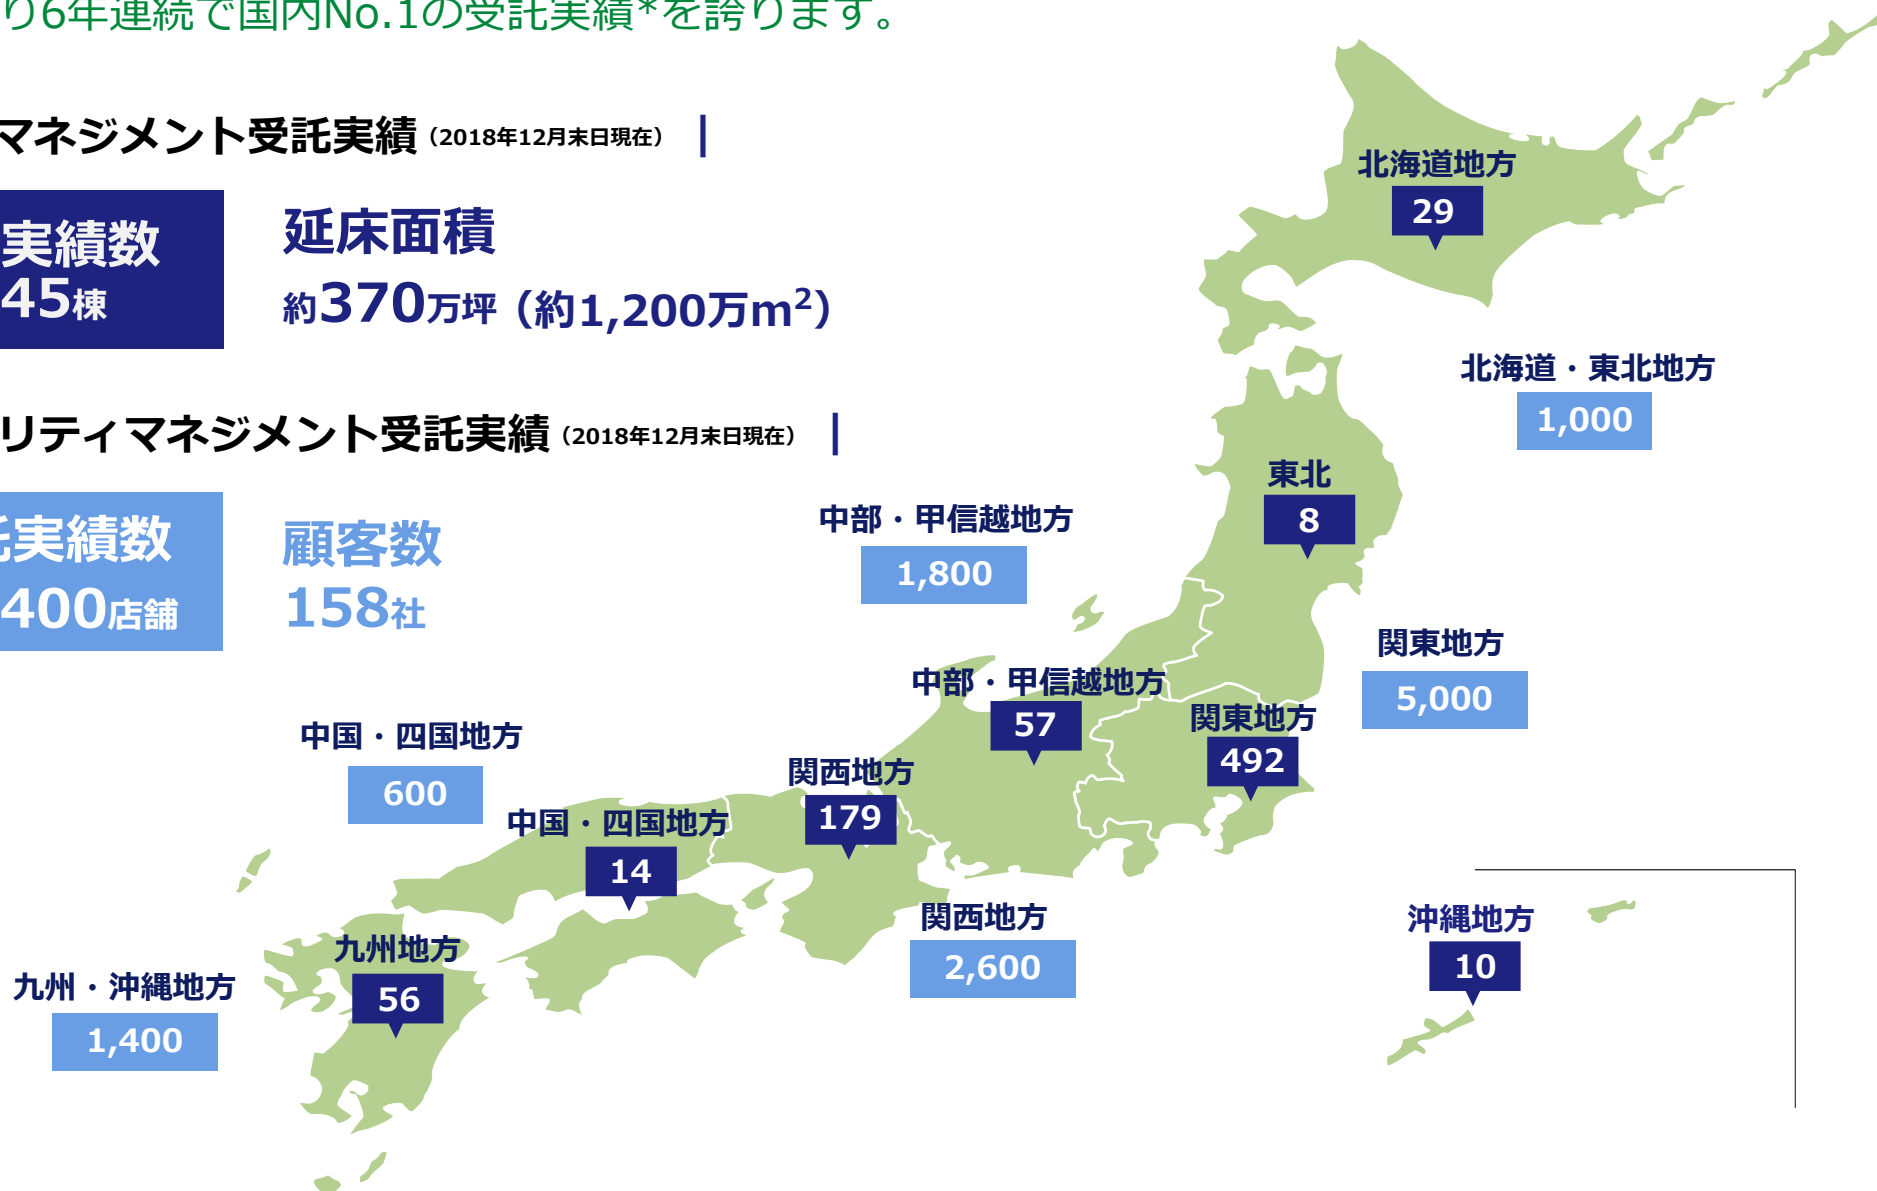 り6年連続で国内No.1の受託実績*を誇ります。
マネジメント受託実績（2018年12月末日現在）
実績数
45棟
延床面積
約370万坪（約1,200万m²）
リティマネジメント受託実績（2018年12月末日現在）
託実績数
400店舗
顧客数
158社
北海道地方
29
北海道・東北地方
1,000
東北
8
中部・甲信越地方
1,800
関東地方
5,000
中部・甲信越地方
57
関東地方
492
中国・四国地方
600
関西地方
179
中国・四国地方
14
関西地方
2,600
沖縄地方
10
九州地方
56
九州・沖縄地方
1,400